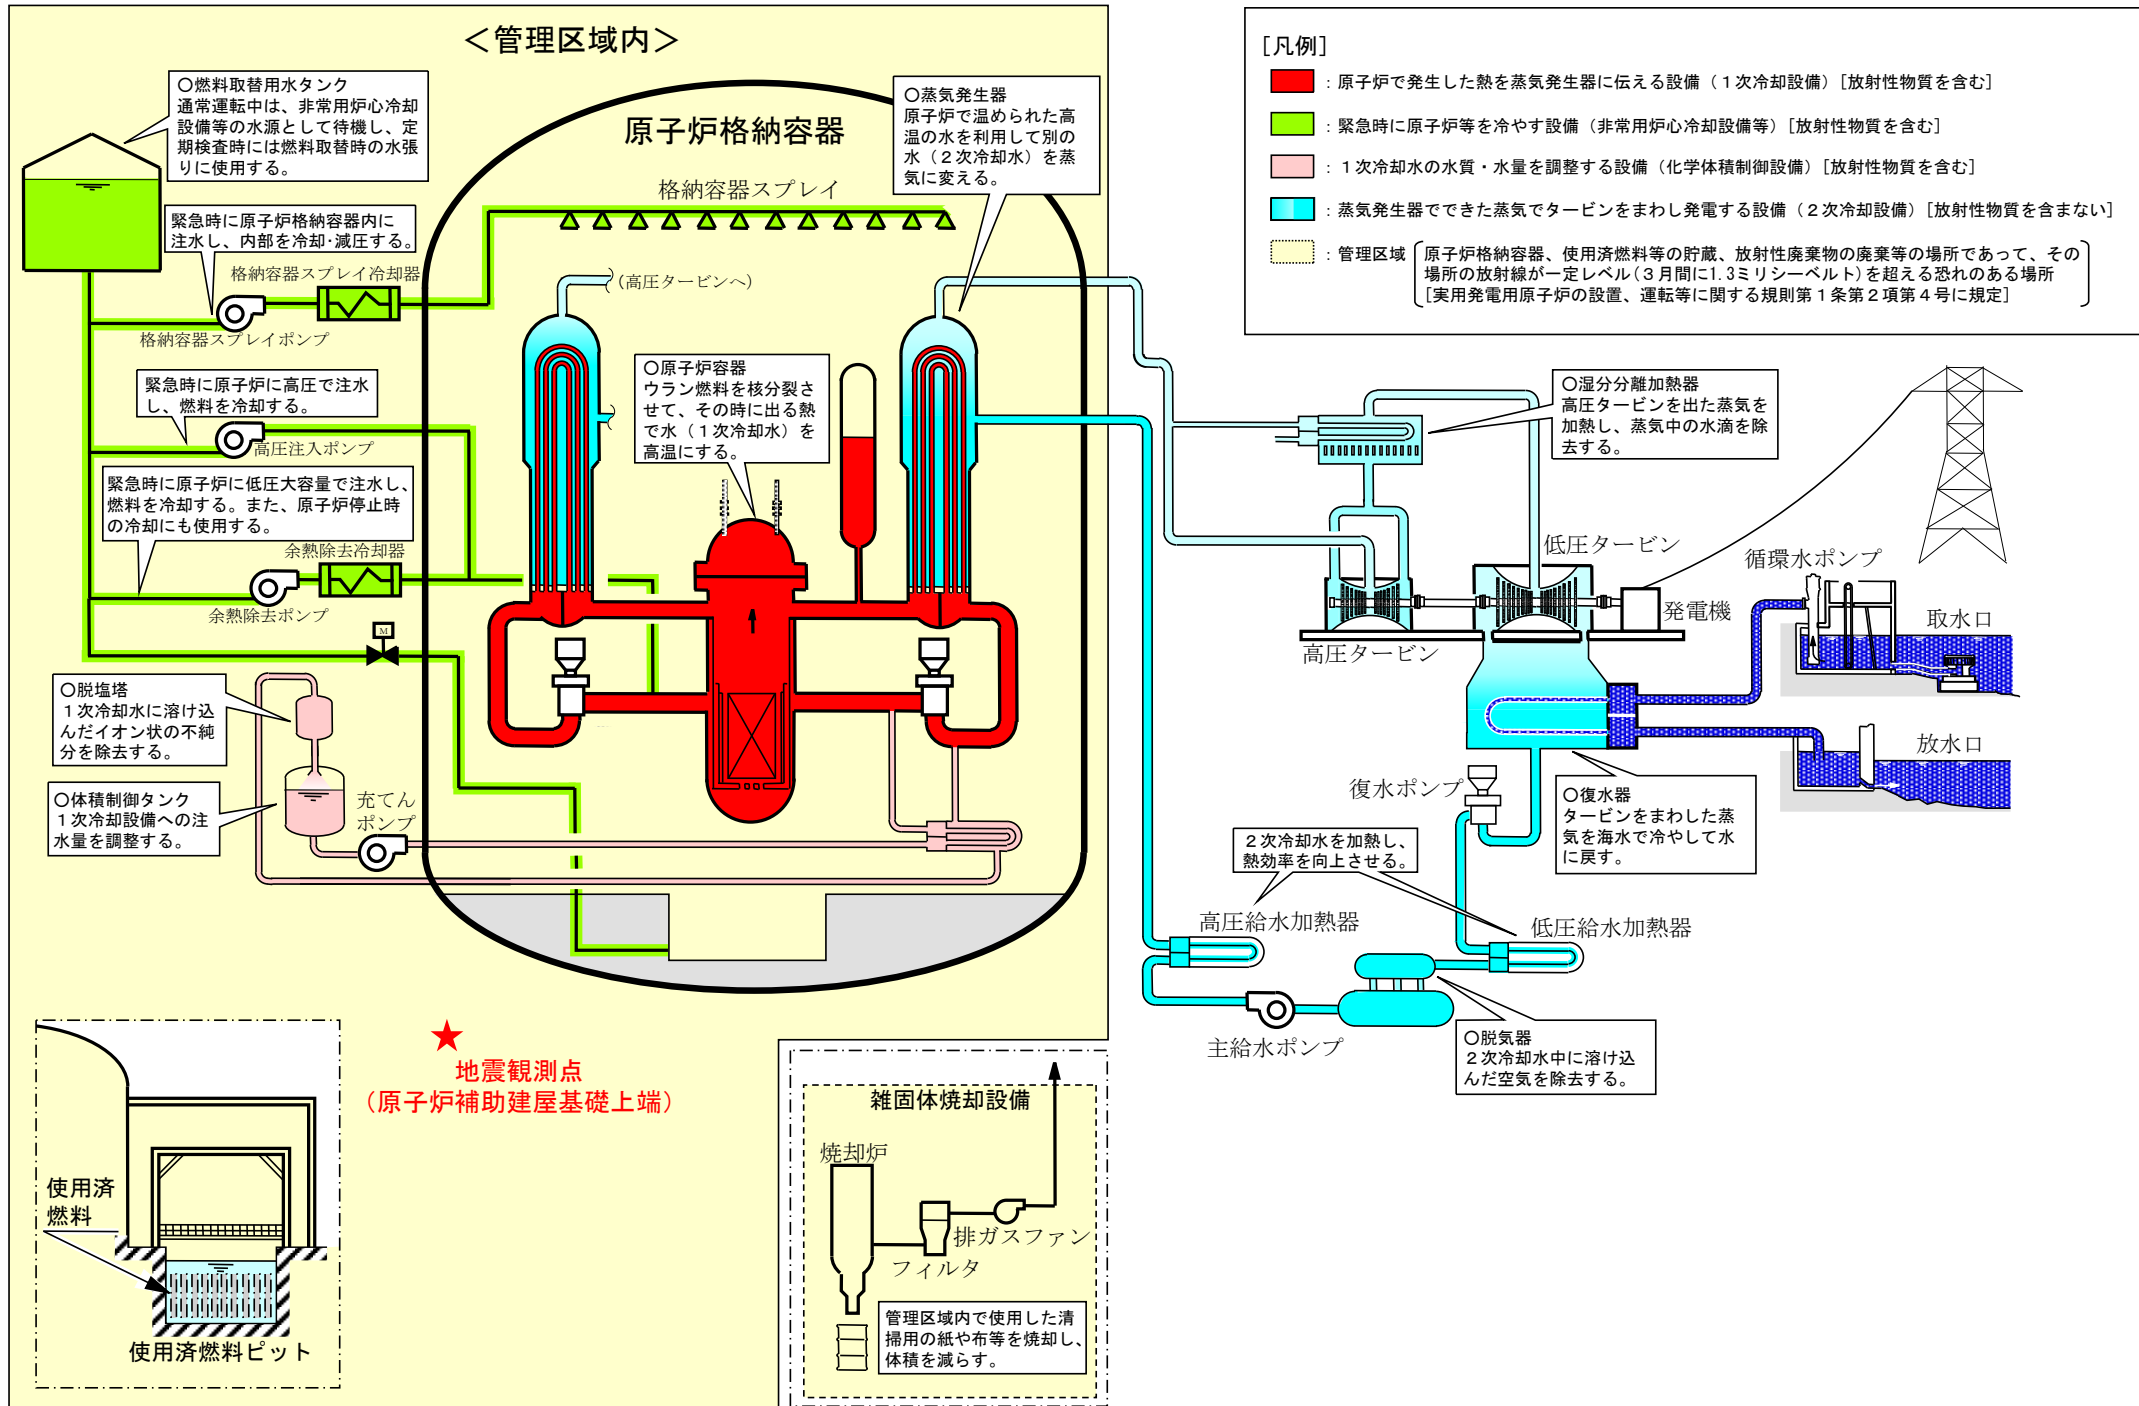 ＜管理区域内＞
○燃料取替用水タンク
通常運転中は、非常用炉心冷却
設備等の水源として待機し、定
期検査時には燃料取替時の水張
りに使用する。
原子炉格納容器
○蒸気発生器
原子炉で温められた高
温の水を利用して別の
水（２次冷却水）を蒸
気に変える。
格納容器スプレイ
緊急時に原子炉格納容器内に
注水し、内部を冷却・減圧する。
格納容器スプレイ冷却器
格納容器スプレイポンプ
（高圧タービンへ）
緊急時に原子炉に高圧で注水
し、燃料を冷却する。
高圧注入ポンプ
○原子炉容器
ウラン燃料を核分裂さ
せて、その時に出る熱
で水（１次冷却水）を
高温にする。
緊急時に原子炉に低圧大容量で注水し、
燃料を冷却する。また、原子炉停止時
の冷却にも使用する。
余熱除去冷却器
余熱除去ポンプ
M
○脱塩塔
１次冷却水に溶け込
んだイオン状の不純
分を除去する。
○体積制御タンク
１次冷却設備への注
水量を調整する。
充てん
ポンプ
[凡例]
：原子炉で発生した熱を蒸気発生器に伝える設備（１次冷却設備）[放射性物質を含む]
：緊急時に原子炉等を冷やす設備（非常用炉心冷却設備等）[放射性物質を含む]
：１次冷却水の水質・水量を調整する設備（化学体積制御設備）[放射性物質を含む]
：蒸気発生器でできた蒸気でタービンをまわし発電する設備（２次冷却設備）[放射性物質を含まない]
：管理区域
原子炉格納容器、使用済燃料等の貯蔵、放射性廃棄物の廃棄等の場所であって、その
場所の放射線が一定レベル(３月間に1.3ミリシーベルト)を超える恐れのある場所
[実用発電用原子炉の設置、運転等に関する規則第１条第２項第４号に規定]
○湿分分離加熱器
高圧タービンを出た蒸気を
加熱し、蒸気中の水滴を除
去する。
低圧タービン
発電機
高圧タービン
循環水ポンプ
取水口
放水口
復水ポンプ
○復水器
タービンをまわした蒸
気を海水で冷やして水
に戻す。
２次冷却水を加熱し、
熱効率を向上させる。
高圧給水加熱器
低圧給水加熱器
主給水ポンプ
○脱気器
２次冷却水中に溶け込
んだ空気を除去する。
★
地震観測点
（原子炉補助建屋基礎上端）
使用済
燃料
使用済燃料ピット
雑固体焼却設備
焼却炉
排ガスファン
フィルタ
管理区域内で使用した清
掃用の紙や布等を焼却し、
体積を減らす。